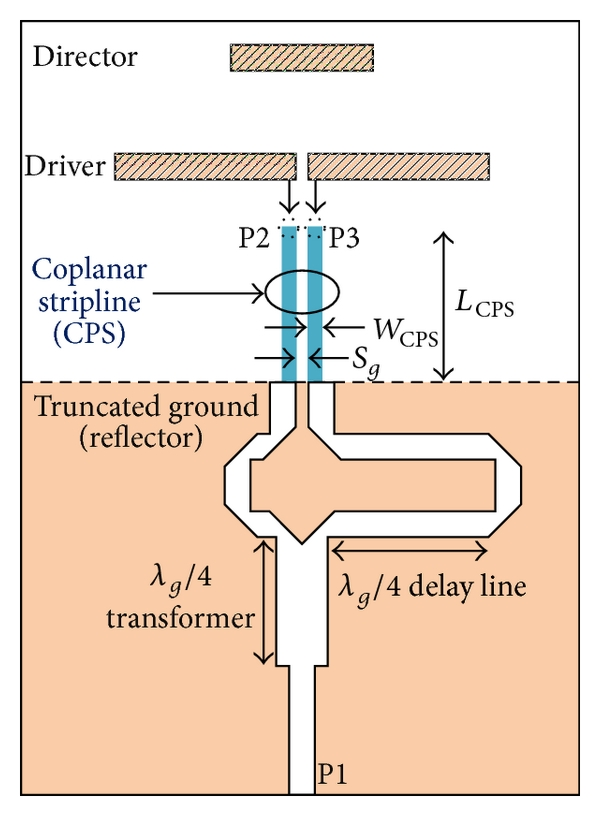 Director
Driver
P2
P3
Coplanar
stripline
(CPS)
L_CPS
W_CPS
S_g
Truncated ground
(reflector)
λ_g/4
transformer
λ_g/4 delay line
P1